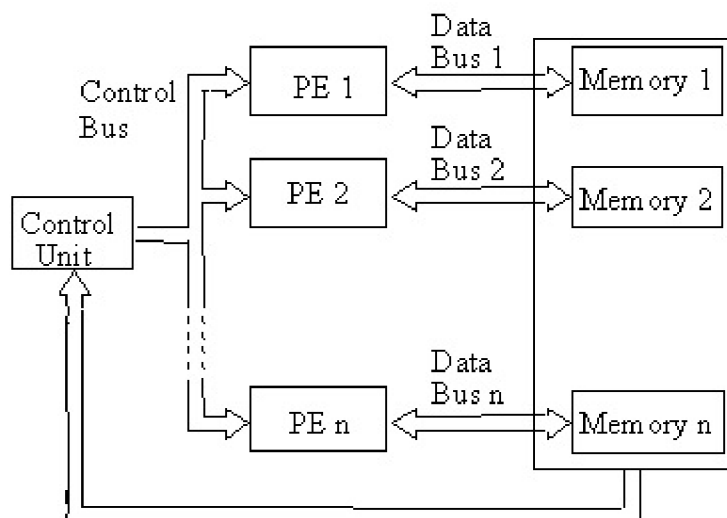 Data
Bus 1
PE 1
Memory 1
Control
Bus
Data
Bus 2
PE 2
Memory 2
Control
Unit
Data
Bus n
PE n
Memory n